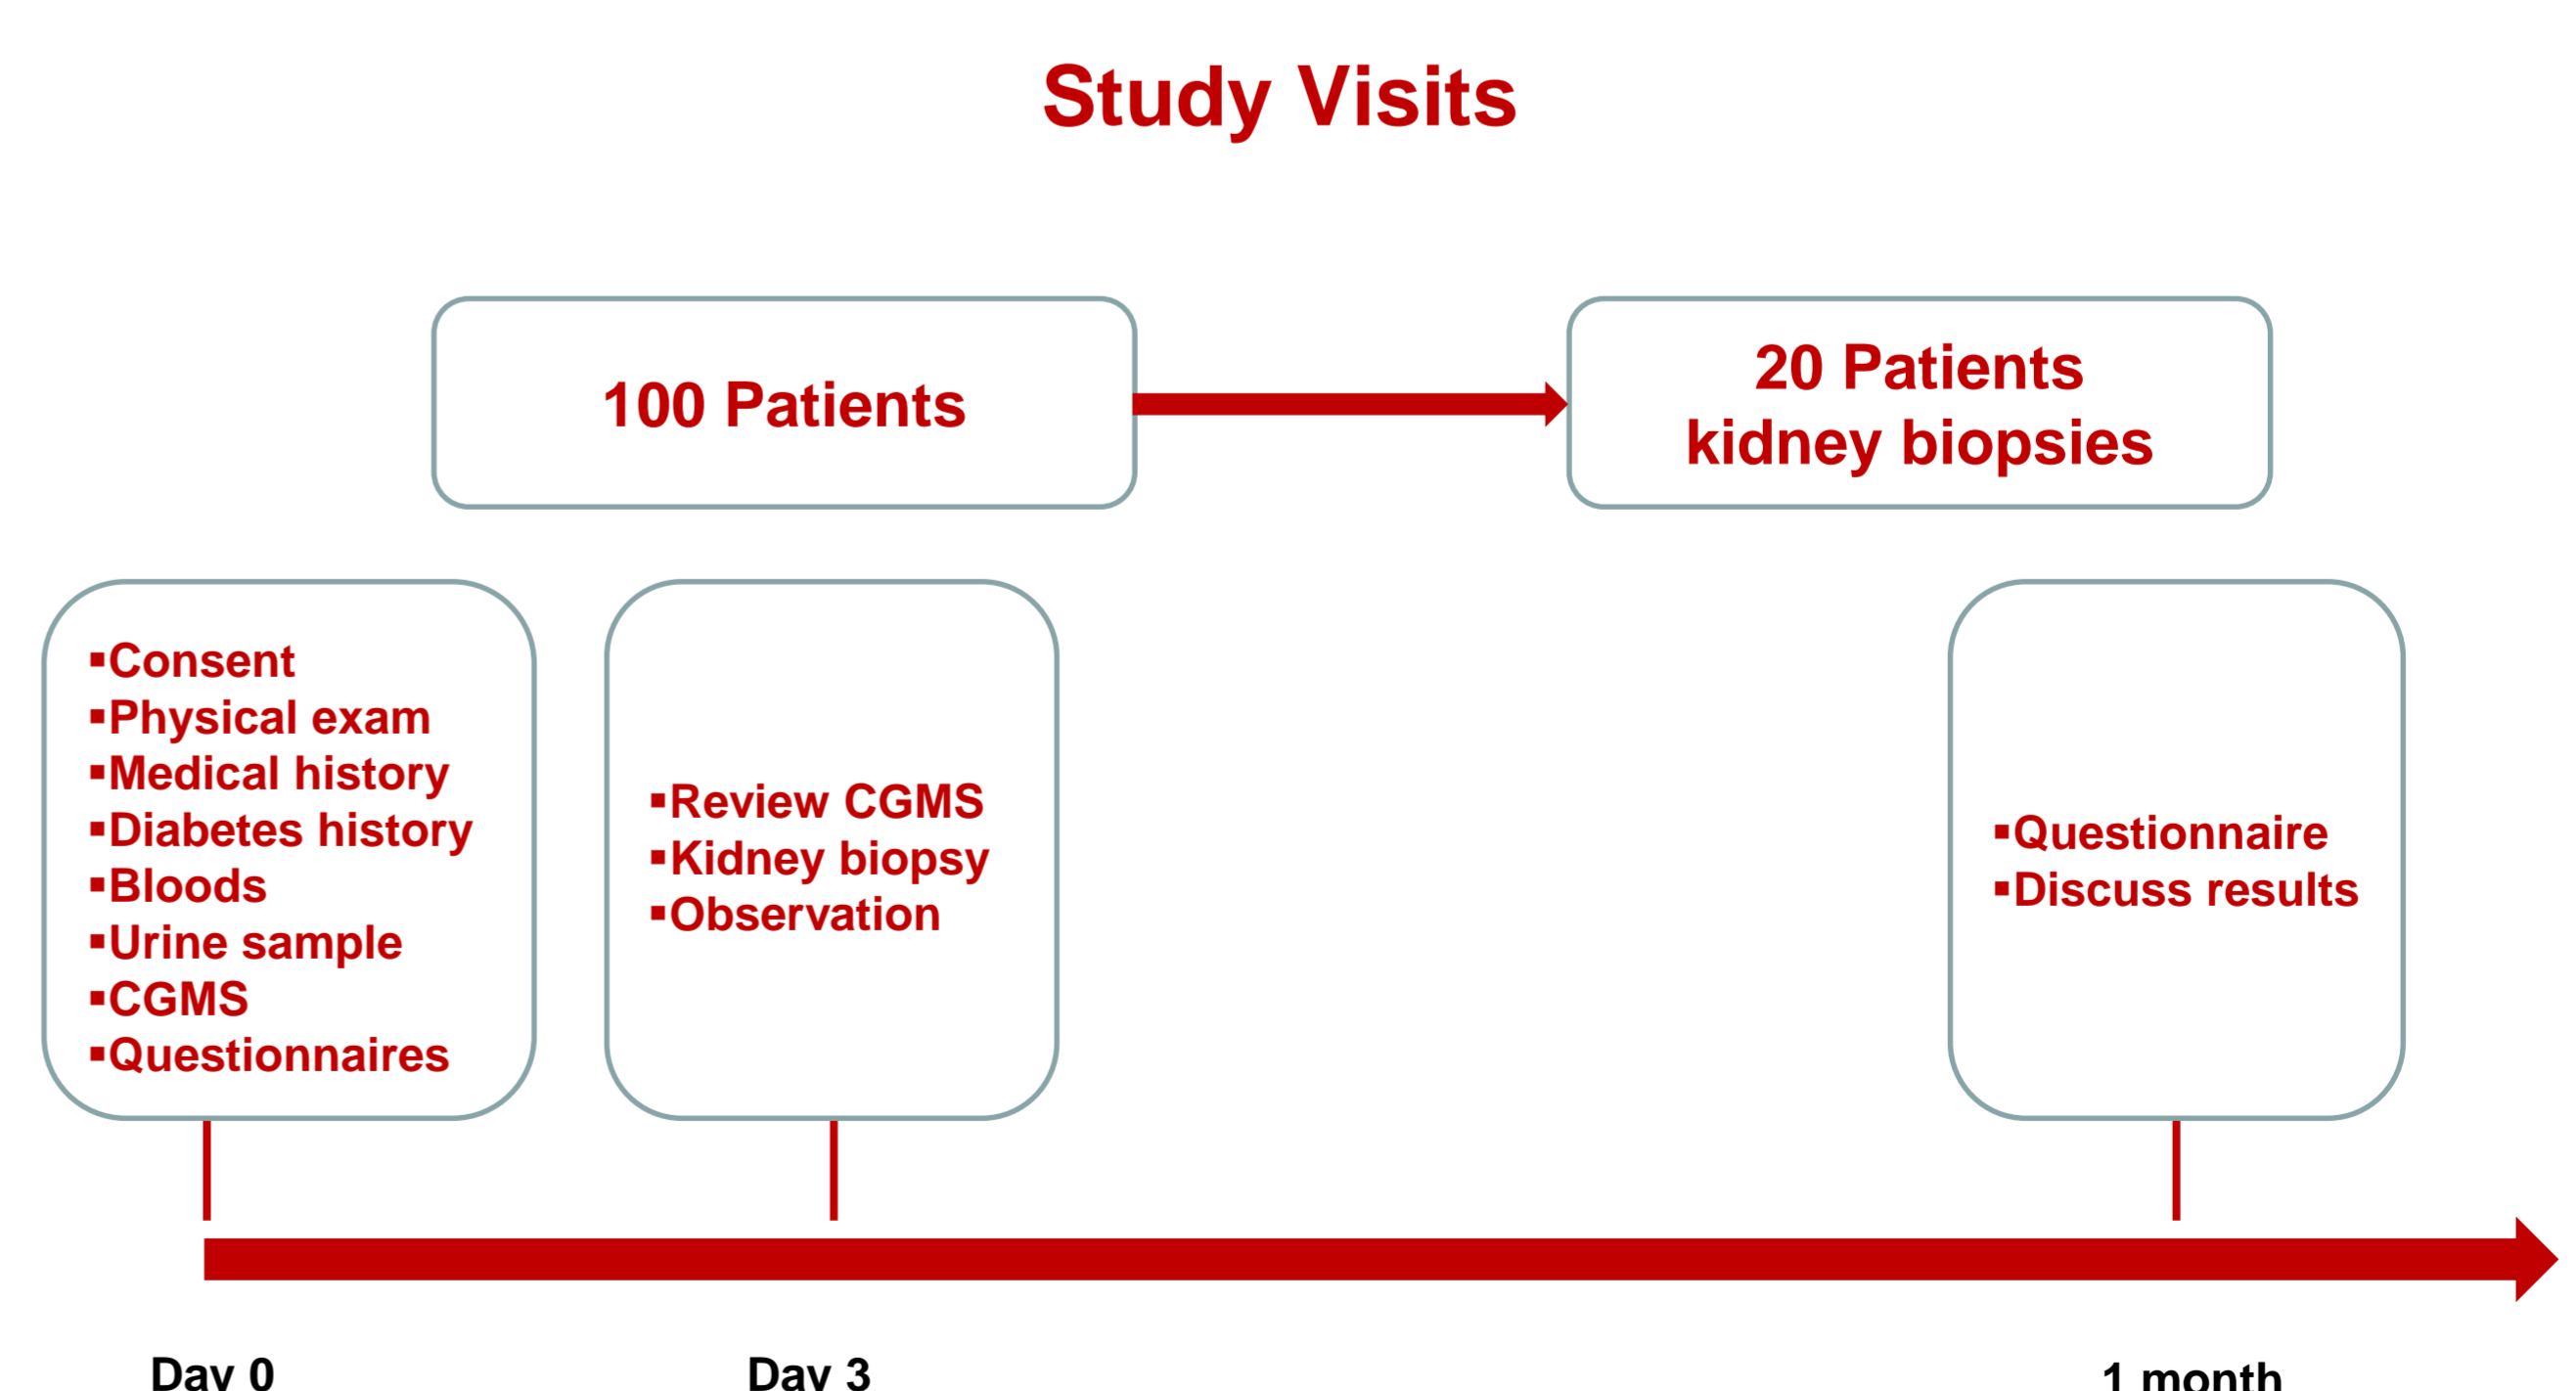 Study Visits
100 Patients
20 Patients
kidney biopsies
▪Consent
▪Physical exam
▪Medical history
▪Diabetes history
▪Bloods
▪Urine sample
▪CGMS
▪Questionnaires
▪Review CGMS
▪Kidney biopsy
▪Observation
▪Questionnaire
▪Discuss results
Day 0
Day 3
1 month